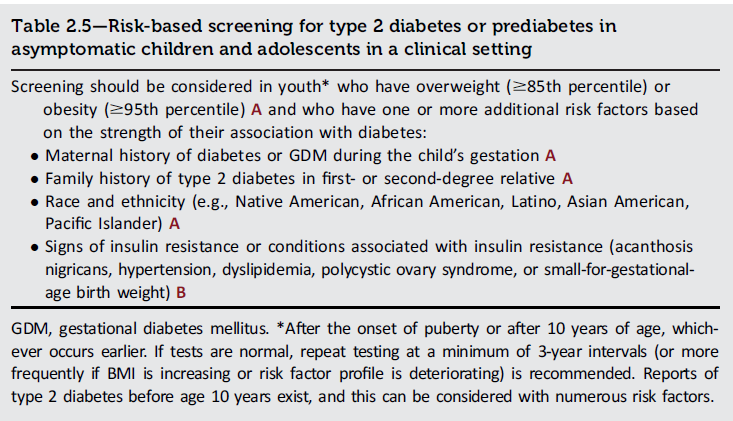 Table 2.5—Risk-based screening for type 2 diabetes or prediabetes in
asymptomatic children and adolescents in a clinical setting
Screening should be considered in youth* who have overweight (≥85th percentile) or
obesity (≥95th percentile) A and who have one or more additional risk factors based
on the strength of their association with diabetes:
● Maternal history of diabetes or GDM during the child's gestation A
● Family history of type 2 diabetes in first- or second-degree relative A
● Race and ethnicity (e.g., Native American, African American, Latino, Asian American,
Pacific Islander) A
● Signs of insulin resistance or conditions associated with insulin resistance (acanthosis
nigricans, hypertension, dyslipidemia, polycystic ovary syndrome, or small-for-gestational-
age birth weight) B
GDM, gestational diabetes mellitus. *After the onset of puberty or after 10 years of age, which-
ever occurs earlier. If tests are normal, repeat testing at a minimum of 3-year intervals (or more
frequently if BMI is increasing or risk factor profile is deteriorating) is recommended. Reports of
type 2 diabetes before age 10 years exist, and this can be considered with numerous risk factors.